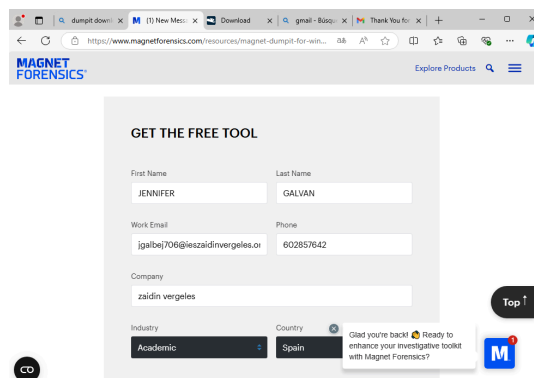 dumpit downl
(1) New Messa
Download
gmail - Búsqu
Thank You for
https://www.magnetforensics.com/resources/magnet-dumpit-for-win...
MAGNET
FORENSICS
Explore Products
GET THE FREE TOOL
First Name
Last Name
JENNIFER
GALVAN
Work Email
Phone
jgalbej706@ieszaidinvergeles.or
602857642
Company
zaidin vergeles
Top ↑
Industry
Country
Academic
Spain
Glad you're back! Ready to
enhance your investigative toolkit
with Magnet Forensics?
M
1